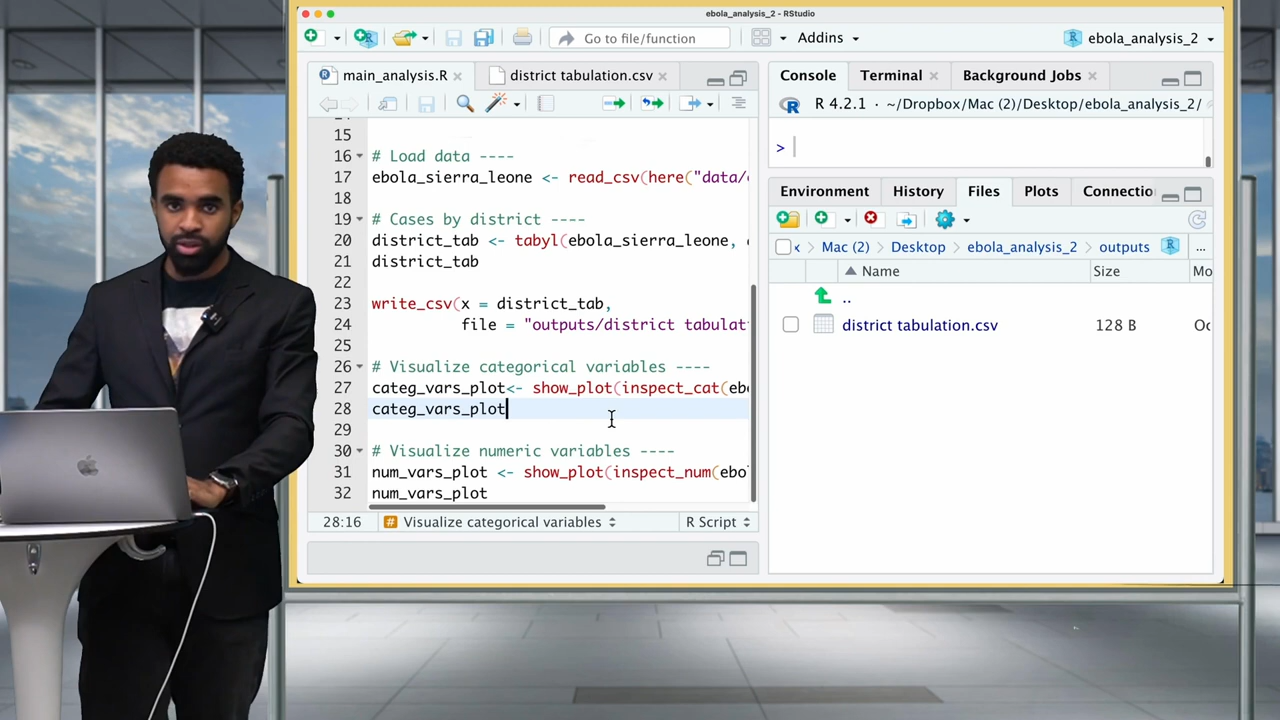 ebola_analysis_2 - RStudio
Go to file/function
Addins
ebola_analysis_2
main_analysis.R
district tabulation.csv
15
16 # Load data ----
17 ebola_sierra_leone <- read_csv(here("data/
18
19 # Cases by district ----
20 district_tab <- tabyl(ebola_sierra_leone,
21 district_tab
22
23 write_csv(x = district_tab,
24 file = "outputs/district tabulat
25
26 # Visualize categorical variables ----
27 categ_vars_plot<- show_plot(inspect_cat(eb
28 categ_vars_plot
29
30 # Visualize numeric variables ----
31 num_vars_plot <- show_plot(inspect_num(ebo
32 num_vars_plot
28:16 # Visualize categorical variables R Script
Console Terminal Background Jobs
R 4.2.1 · ~/Dropbox/Mac (2)/Desktop/ebola_analysis_2/
>
Environment History Files Plots Connectio
Mac (2) Desktop ebola_analysis_2 outputs R ...
Name Size Mo
..
district tabulation.csv 128 B Oc